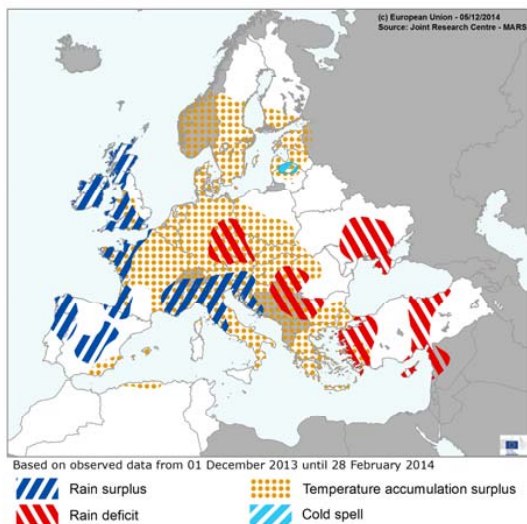 (c) European Union - 05/12/2014
Source: Joint Research Centre - MARS
Based on observed data from 01 December 2013 until 28 February 2014
Rain surplus
Temperature accumulation surplus
Rain deficit
Cold spell